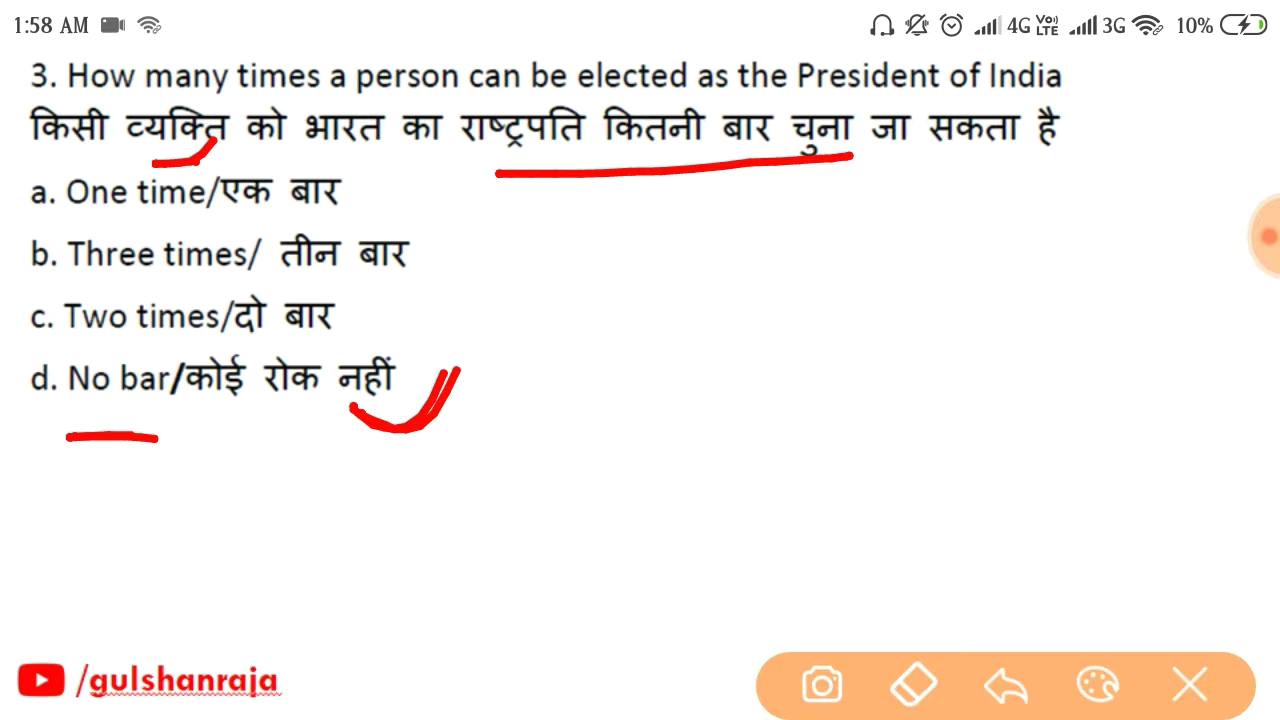 1:58 AM 4G VoLTE 3G 10%
3. How many times a person can be elected as the President of India
किसी व्यक्ति को भारत का राष्ट्रपति कितनी बार चुना जा सकता है
a. One time/एक बार
b. Three times/ तीन बार
c. Two times/दो बार
d. No bar/कोई रोक नहीं
/gulshanraja